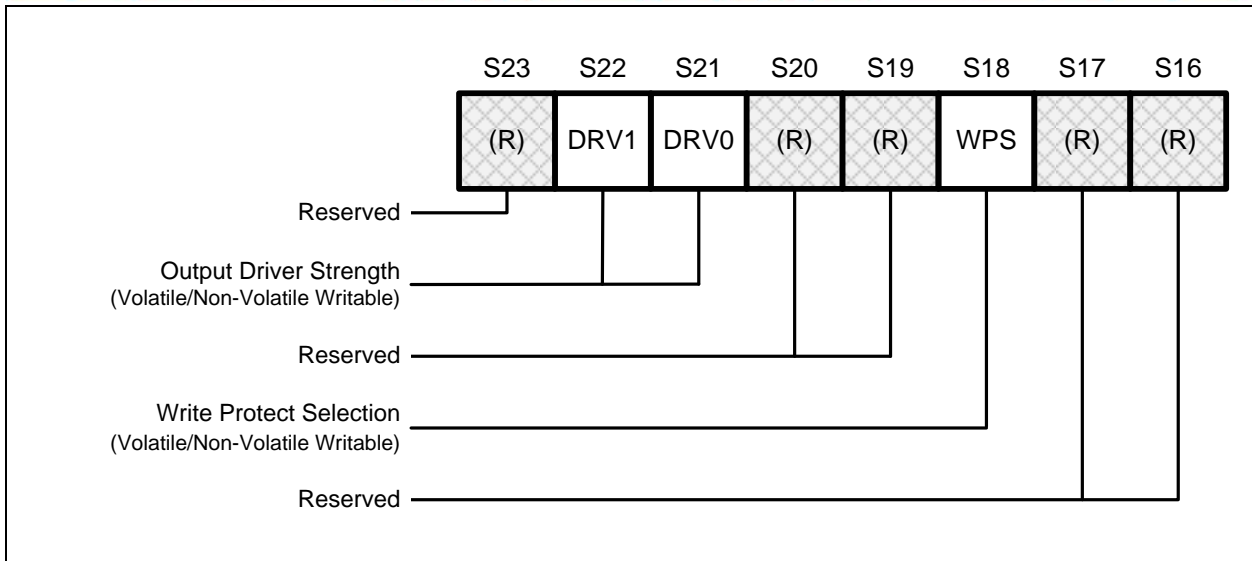 S23 S22 S21 S20 S19 S18 S17 S16
(R) DRV1 DRV0 (R) (R) WPS (R) (R)
Reserved
Output Driver Strength
(Volatile/Non-Volatile Writable)
Reserved
Write Protect Selection
(Volatile/Non-Volatile Writable)
Reserved